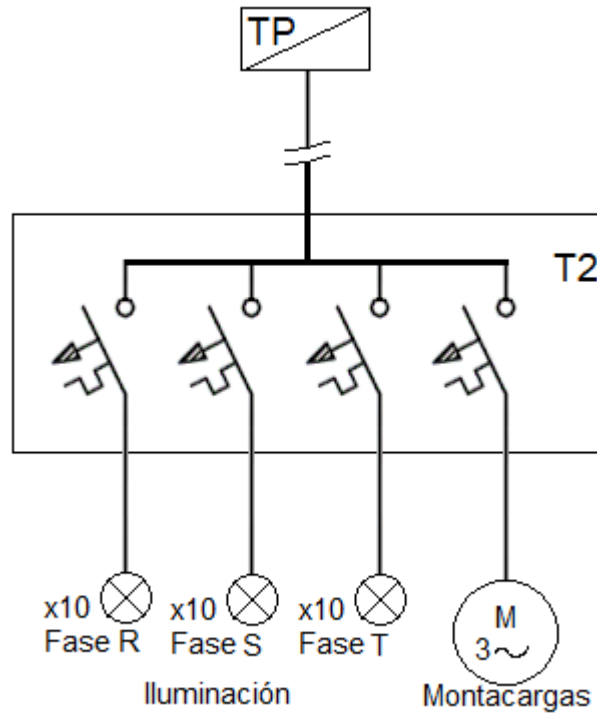 TP
T2
x10 x10 x10
Fase R Fase S Fase T
M
3~
Iluminación Montacargas